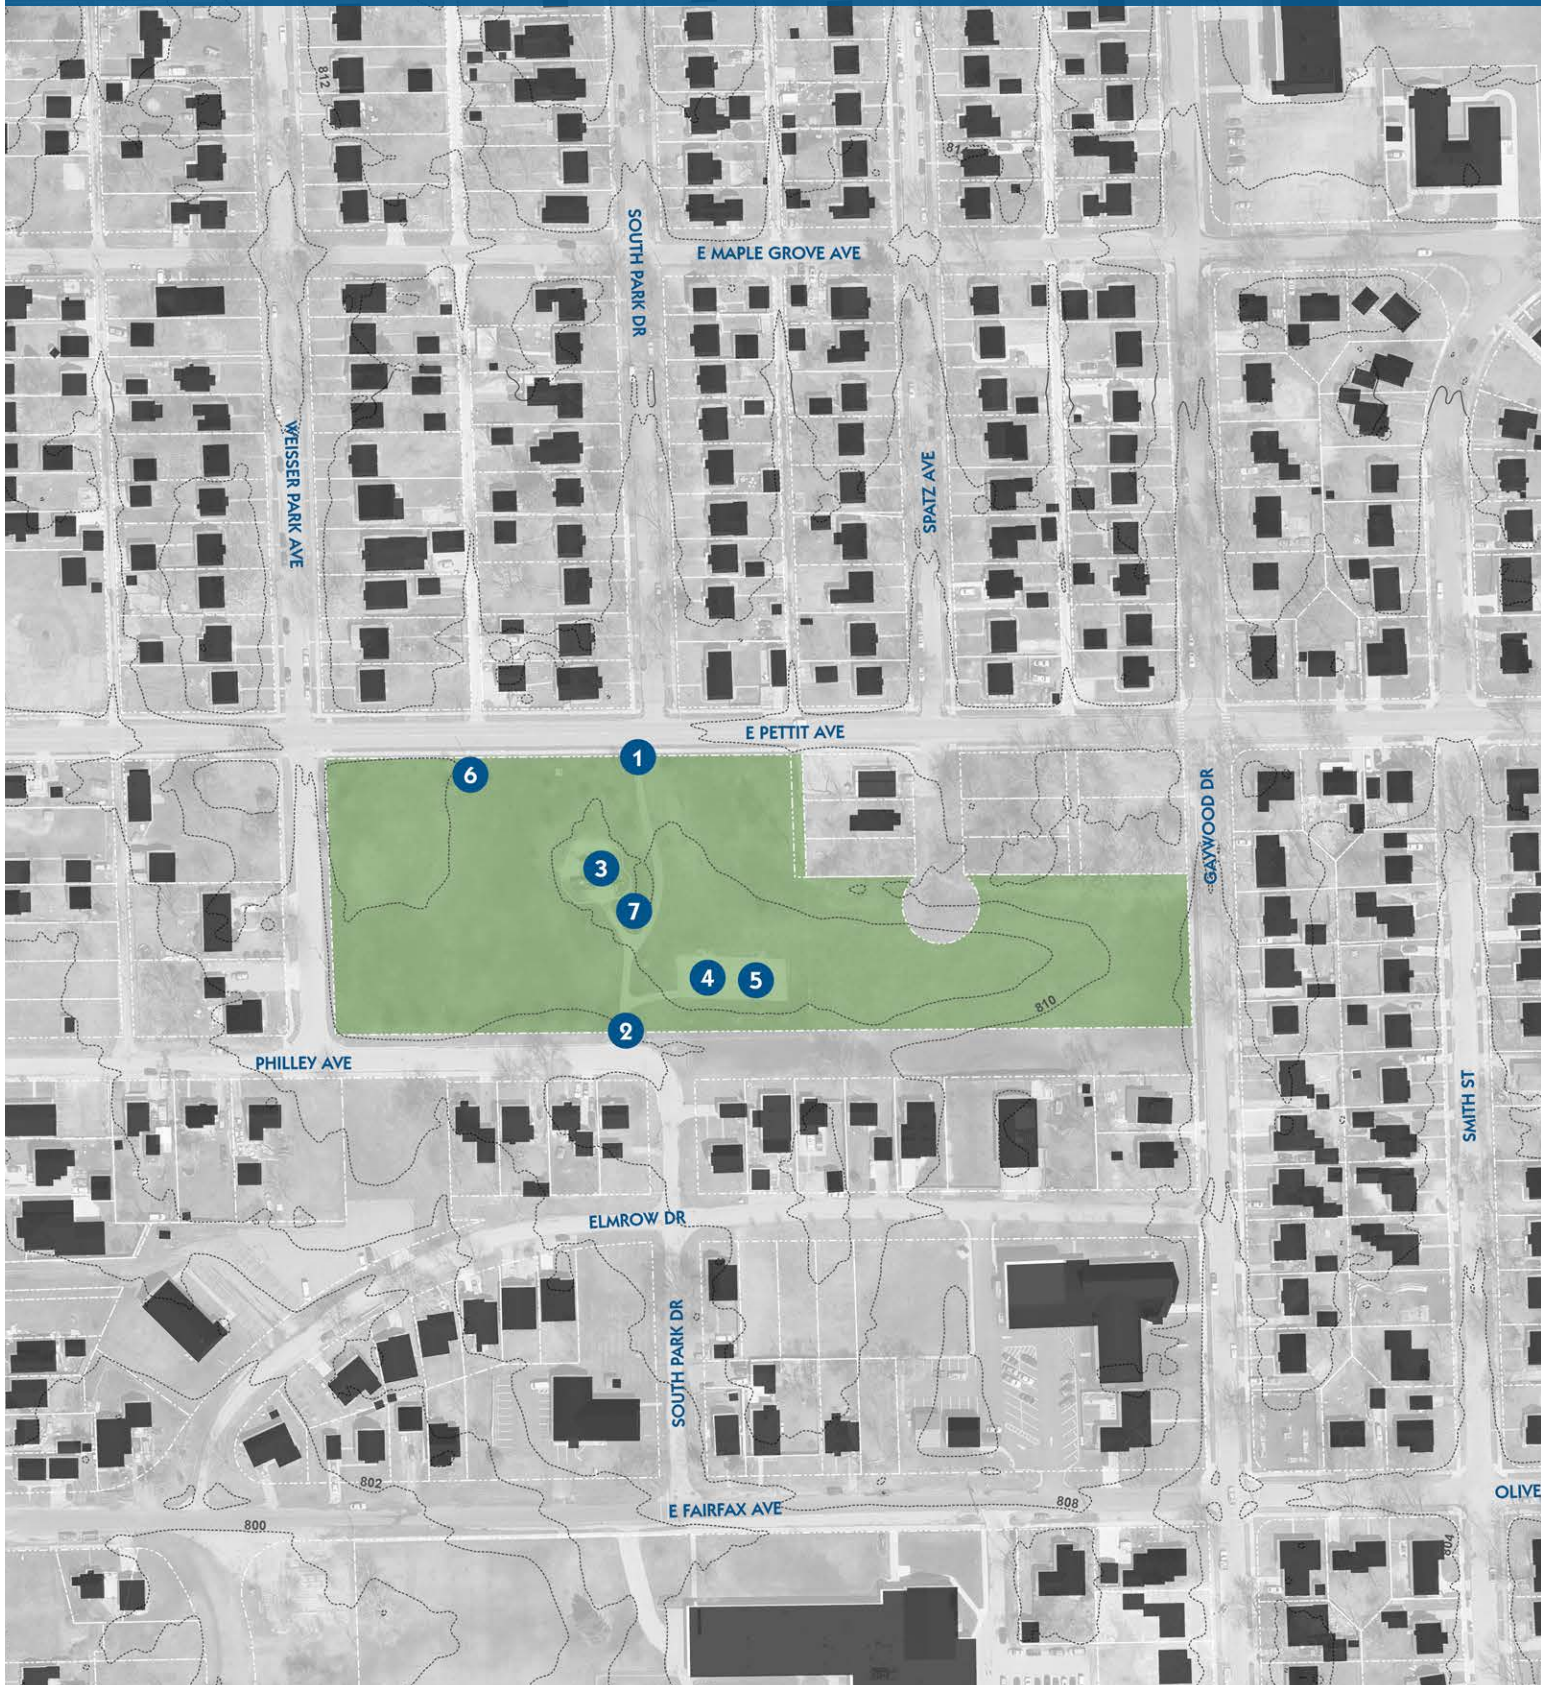 812
814
SOUTH PARK DR
E MAPLE GROVE AVE
WEISSER PARK AVE
SPATZ AVE
E PETTIT AVE
1
6
GAYWOOD DR
3
7
4
5
810
2
PHILLEY AVE
SMITH ST
ELMROW DR
SOUTH PARK DR
802
E FAIRFAX AVE
808
OLIVE
800
804